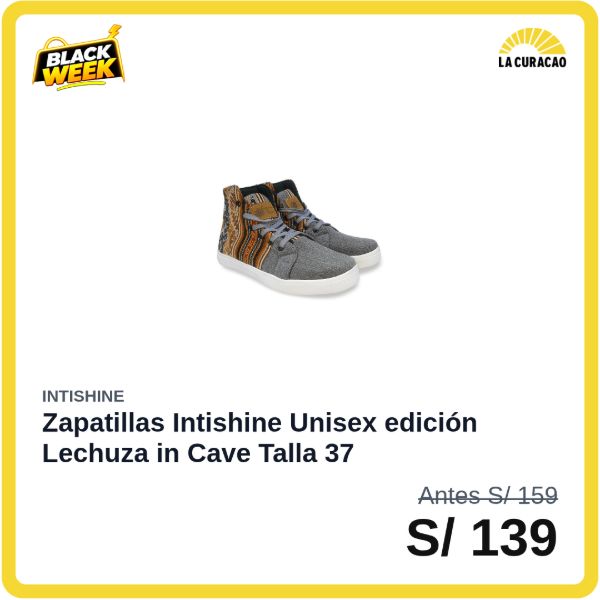 BLACK
WEEK
LA CURACAO
INTISHINE
Zapatillas Intishine Unisex edición
Lechuza in Cave Talla 37
Antes S/ 159
S/ 139